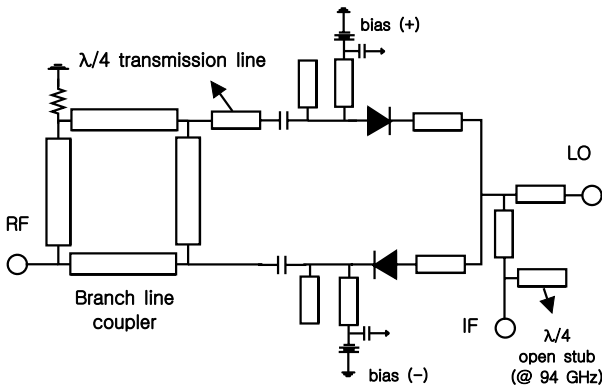 bias (+)
λ/4 transmission line
LO
RF
Branch line
coupler
IF
λ/4
open stub
(@ 94 GHz)
bias (-)